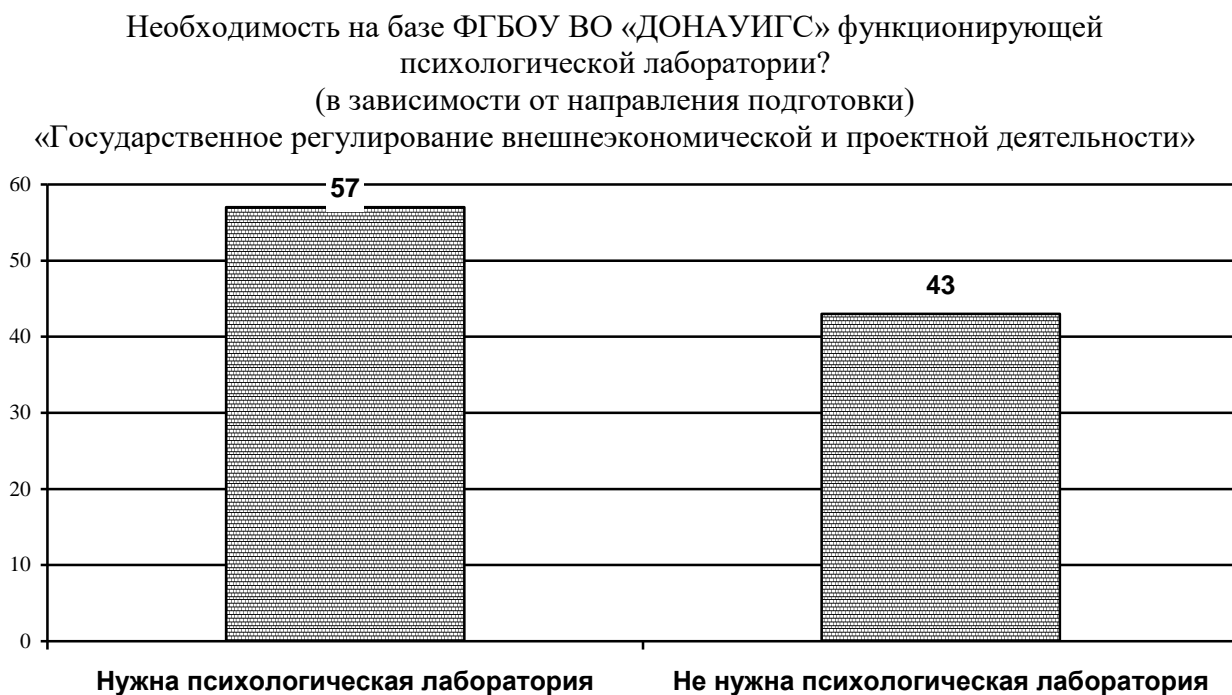 Необходимость на базе ФГБОУ ВО «ДОНАУИГС» функционирующей
психологической лаборатории?
(в зависимости от направления подготовки)
«Государственное регулирование внешнеэкономической и проектной деятельности»
60
57
50
43
40
30
20
10
0
Нужна психологическая лаборатория
Не нужна психологическая лаборатория